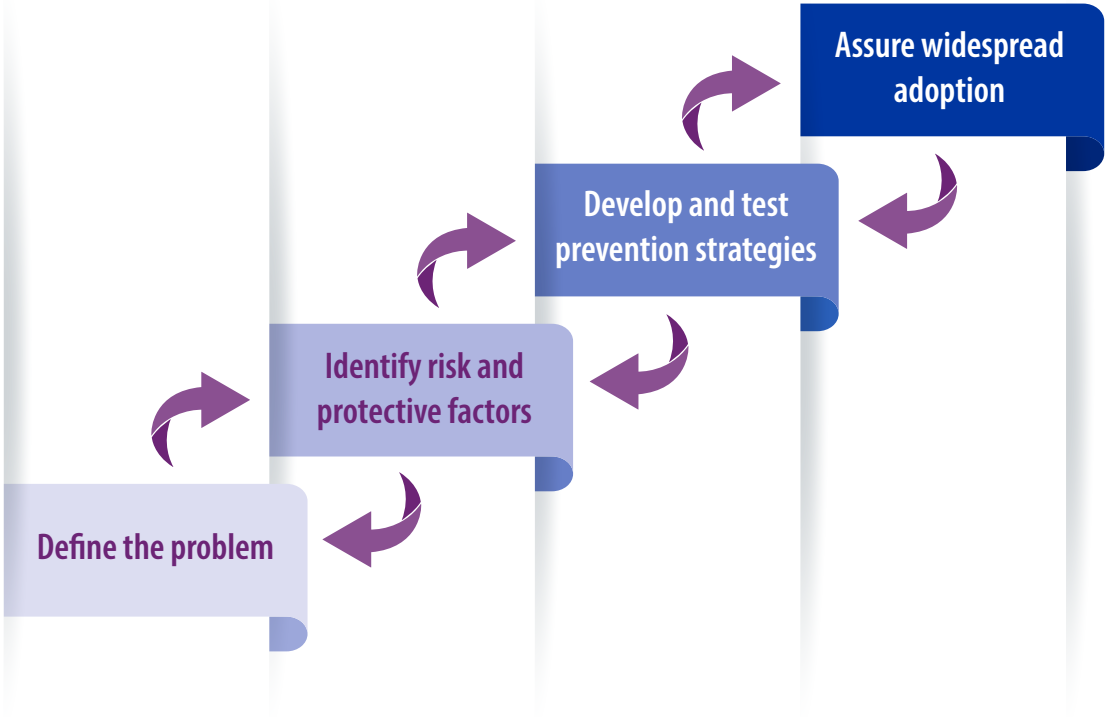 Assure widespread
adoption
Develop and test
prevention strategies
Identify risk and
protective factors
Define the problem